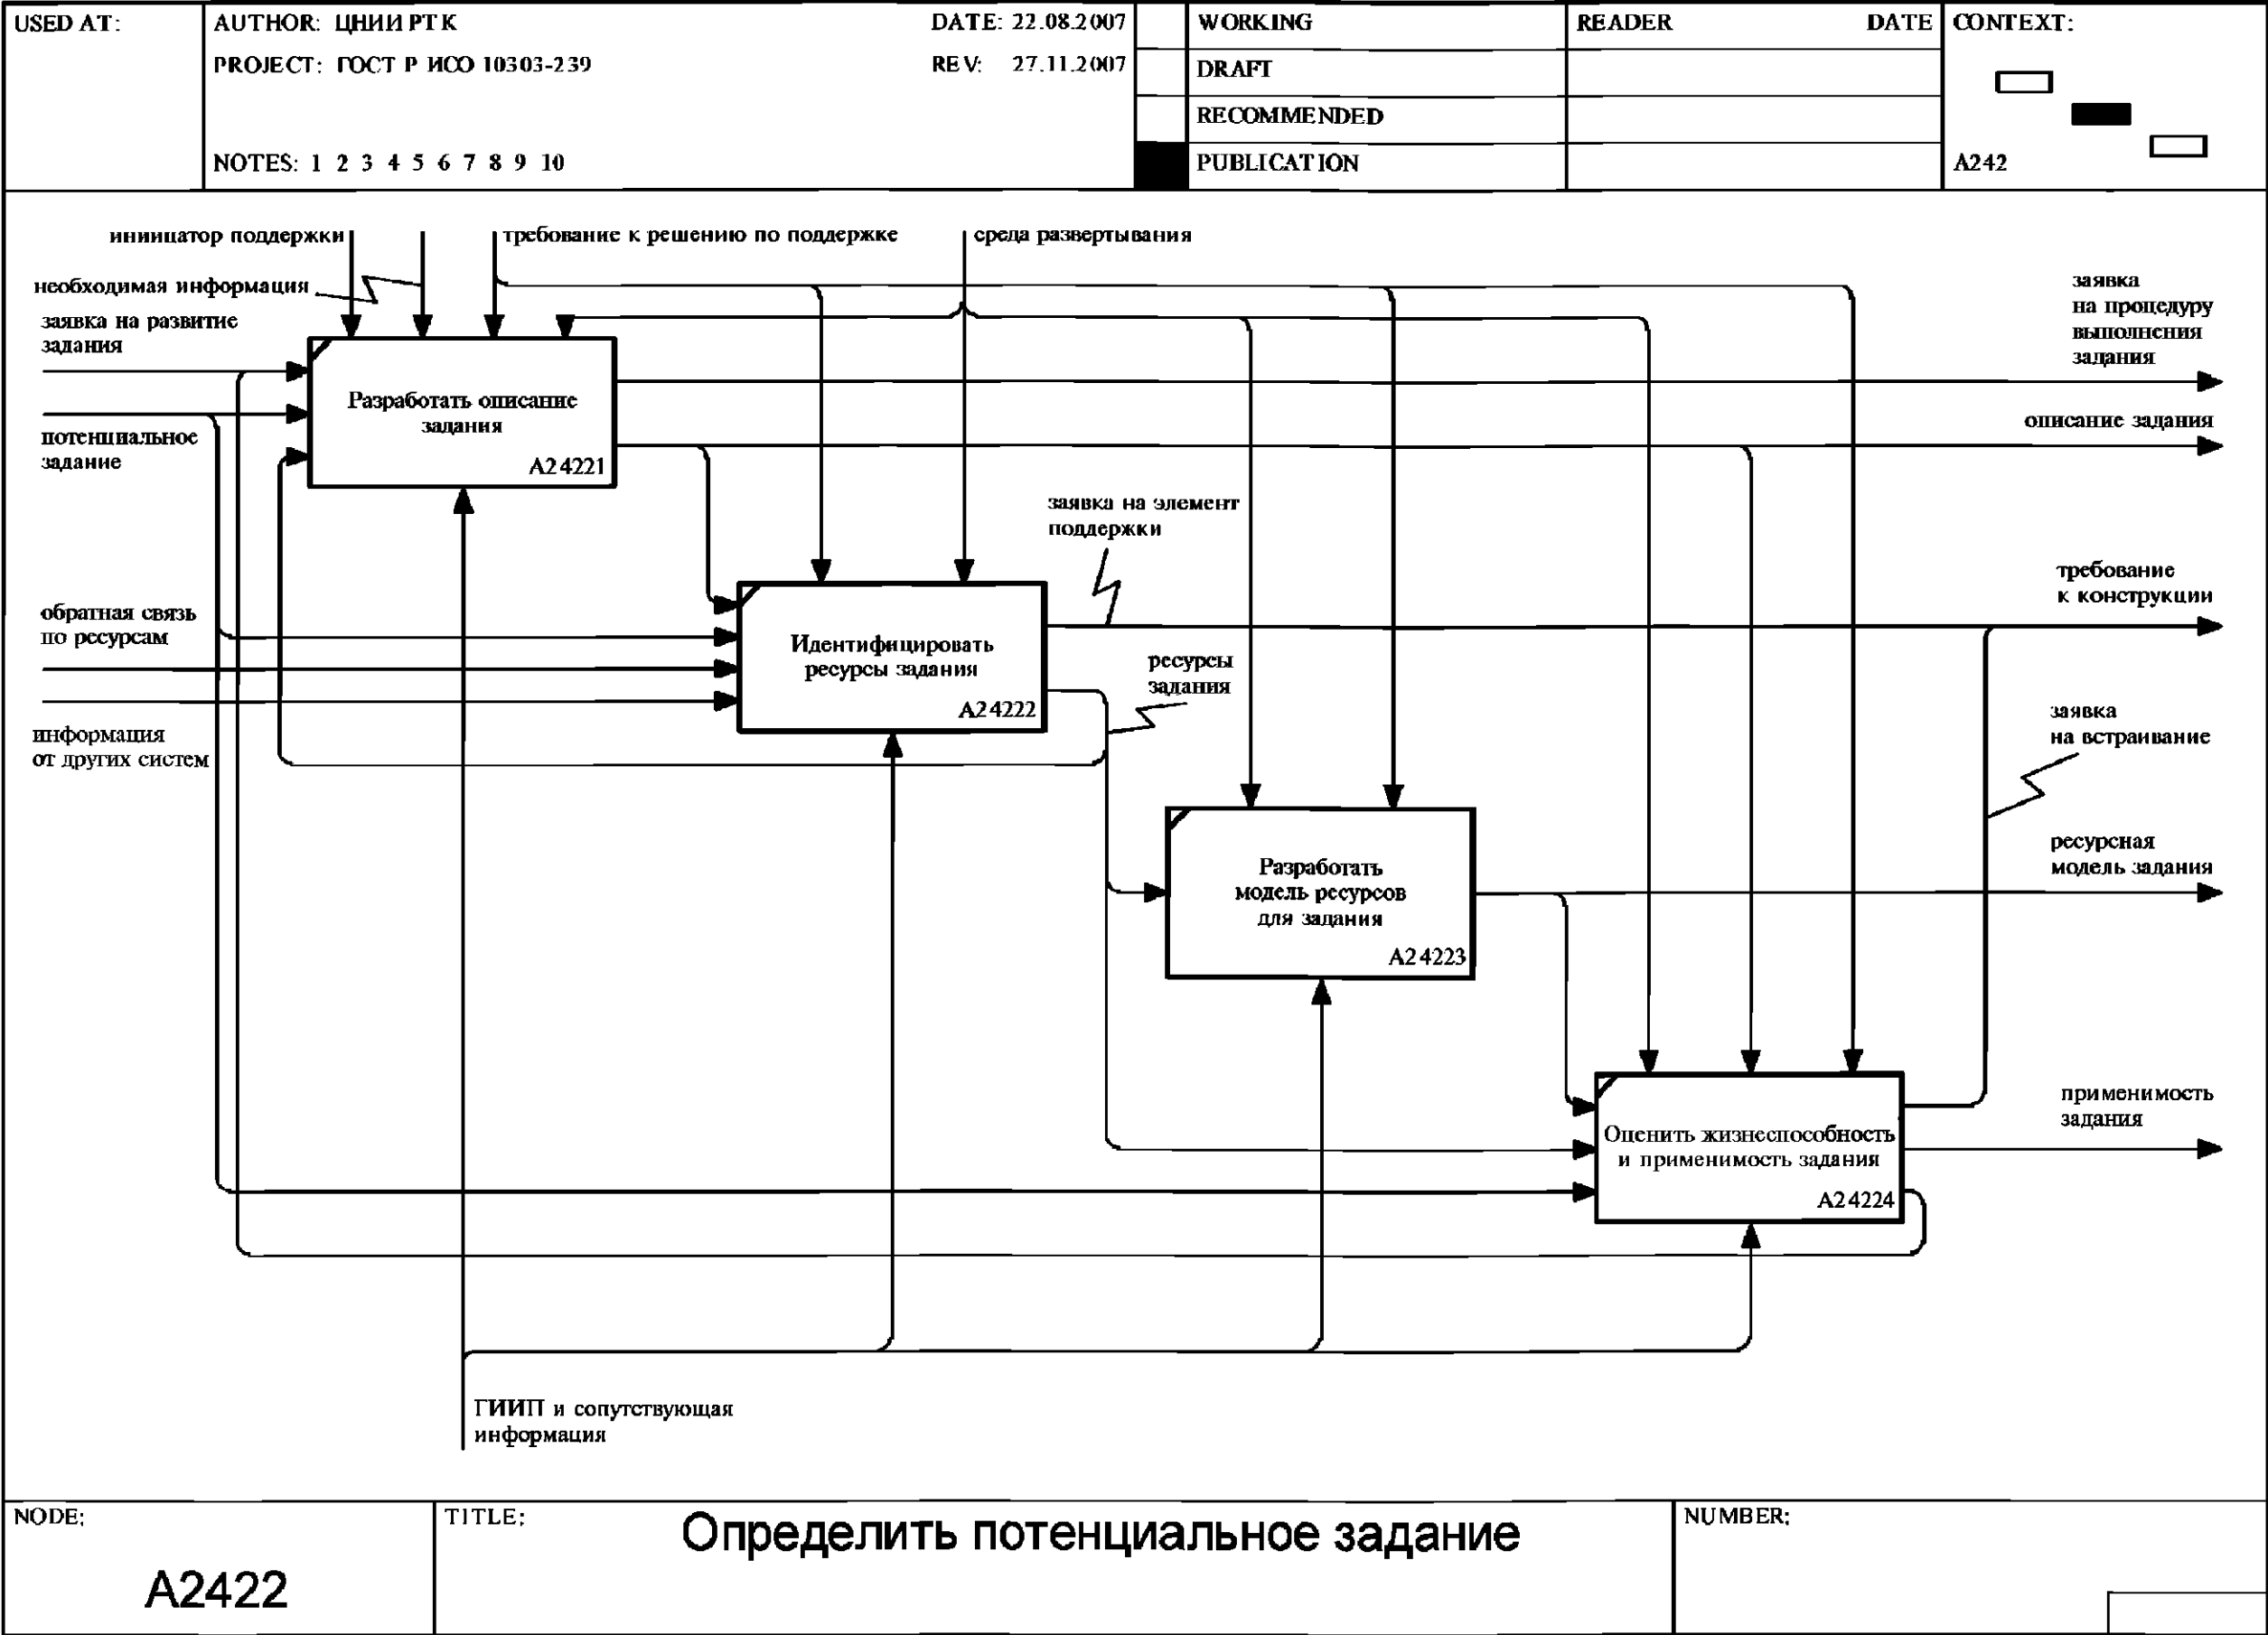 USED AT:
AUTHOR: ЦНИИ РТК
DATE: 22.08.2007
PROJECT: ГОСТ Р ИСО 10303-239
REV: 27.11.2007
NOTES: 1 2 3 4 5 6 7 8 9 10
WORKING
DRAFT
RECOMMENDED
PUBLICATION
READER
DATE
CONTEXT:
A242
инициатор поддержки
требование к решению по поддержке
среда развертывания
необходимая информация
заявка на развитие
задания
потенциальное
задание
обратная связь
по ресурсам
информация
от других систем
Разработать описание
задания
A24221
заявка на элемент
поддержки
Идентифицировать
ресурсы задания
A24222
ресурсы
задания
Разработать
модель ресурсов
для задания
A24223
Оценить жизнеспособность
и применимость задания
A24224
заявка
на процедуру
выполнения
задания
описание задания
требование
к конструкции
заявка
на встраивание
ресурсная
модель задания
применимость
задания
ГИИП и сопутствующая
информация
NODE:
A2422
TITLE:
Определить потенциальное задание
NUMBER: